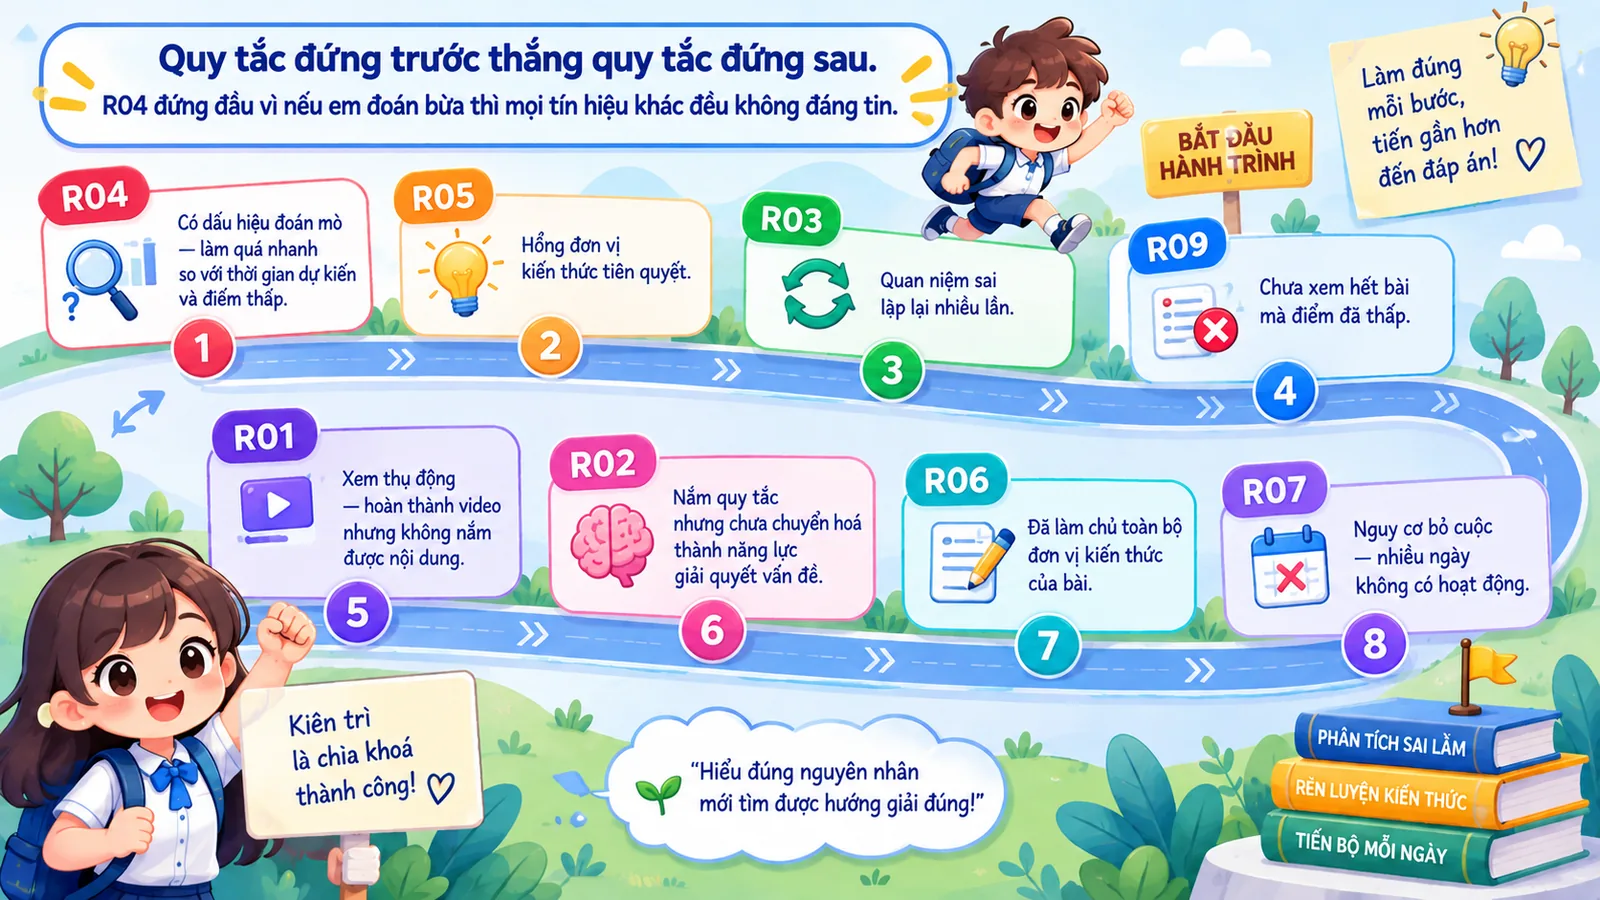 Quy tắc đứng trước thắng quy tắc đứng sau.
R04 đứng đầu vì nếu em đoán bừa thì mọi tín hiệu khác đều không đáng tin.
BẮT ĐẦU
HÀNH TRÌNH
Làm đúng
mỗi bước,
tiến gần hơn
đến đáp án!
R04
Có dấu hiệu đoán mò
— làm quá nhanh
so với thời gian dự kiến
và điểm thấp.
?
1
R05
Hổng đơn vị
kiến thức tiên quyết.
2
R03
Quan niệm sai
lặp lại nhiều lần.
3
R09
Chưa xem hết bài
mà điểm đã thấp.
4
R01
Xem thụ động
— hoàn thành video
nhưng không nắm
được nội dung.
5
R02
Nắm quy tắc
nhưng chưa chuyển hoá
thành năng lực
giải quyết vấn đề.
6
R06
Đã làm chủ toàn bộ
đơn vị kiến thức
của bài.
7
R07
Nguy cơ bỏ cuộc
— nhiều ngày
không có hoạt động.
8
Kiên trì
là chìa khoá
thành công!
“Hiểu đúng nguyên nhân
mới tìm được hướng giải đúng!”
PHÂN TÍCH SAI LẦM
RÈN LUYỆN KIẾN THỨC
TIẾN BỘ MỖI NGÀY